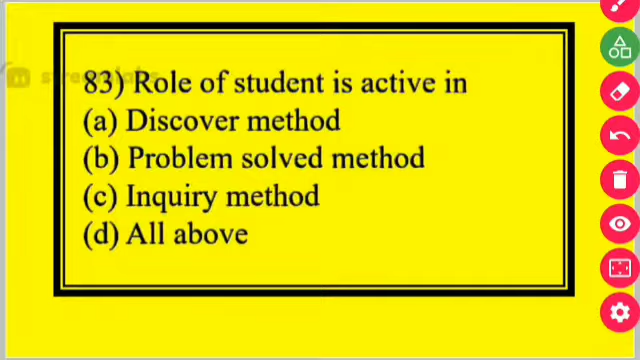 83) Role of student is active in
(a) Discover method
(b) Problem solved method
(c) Inquiry method
(d) All above